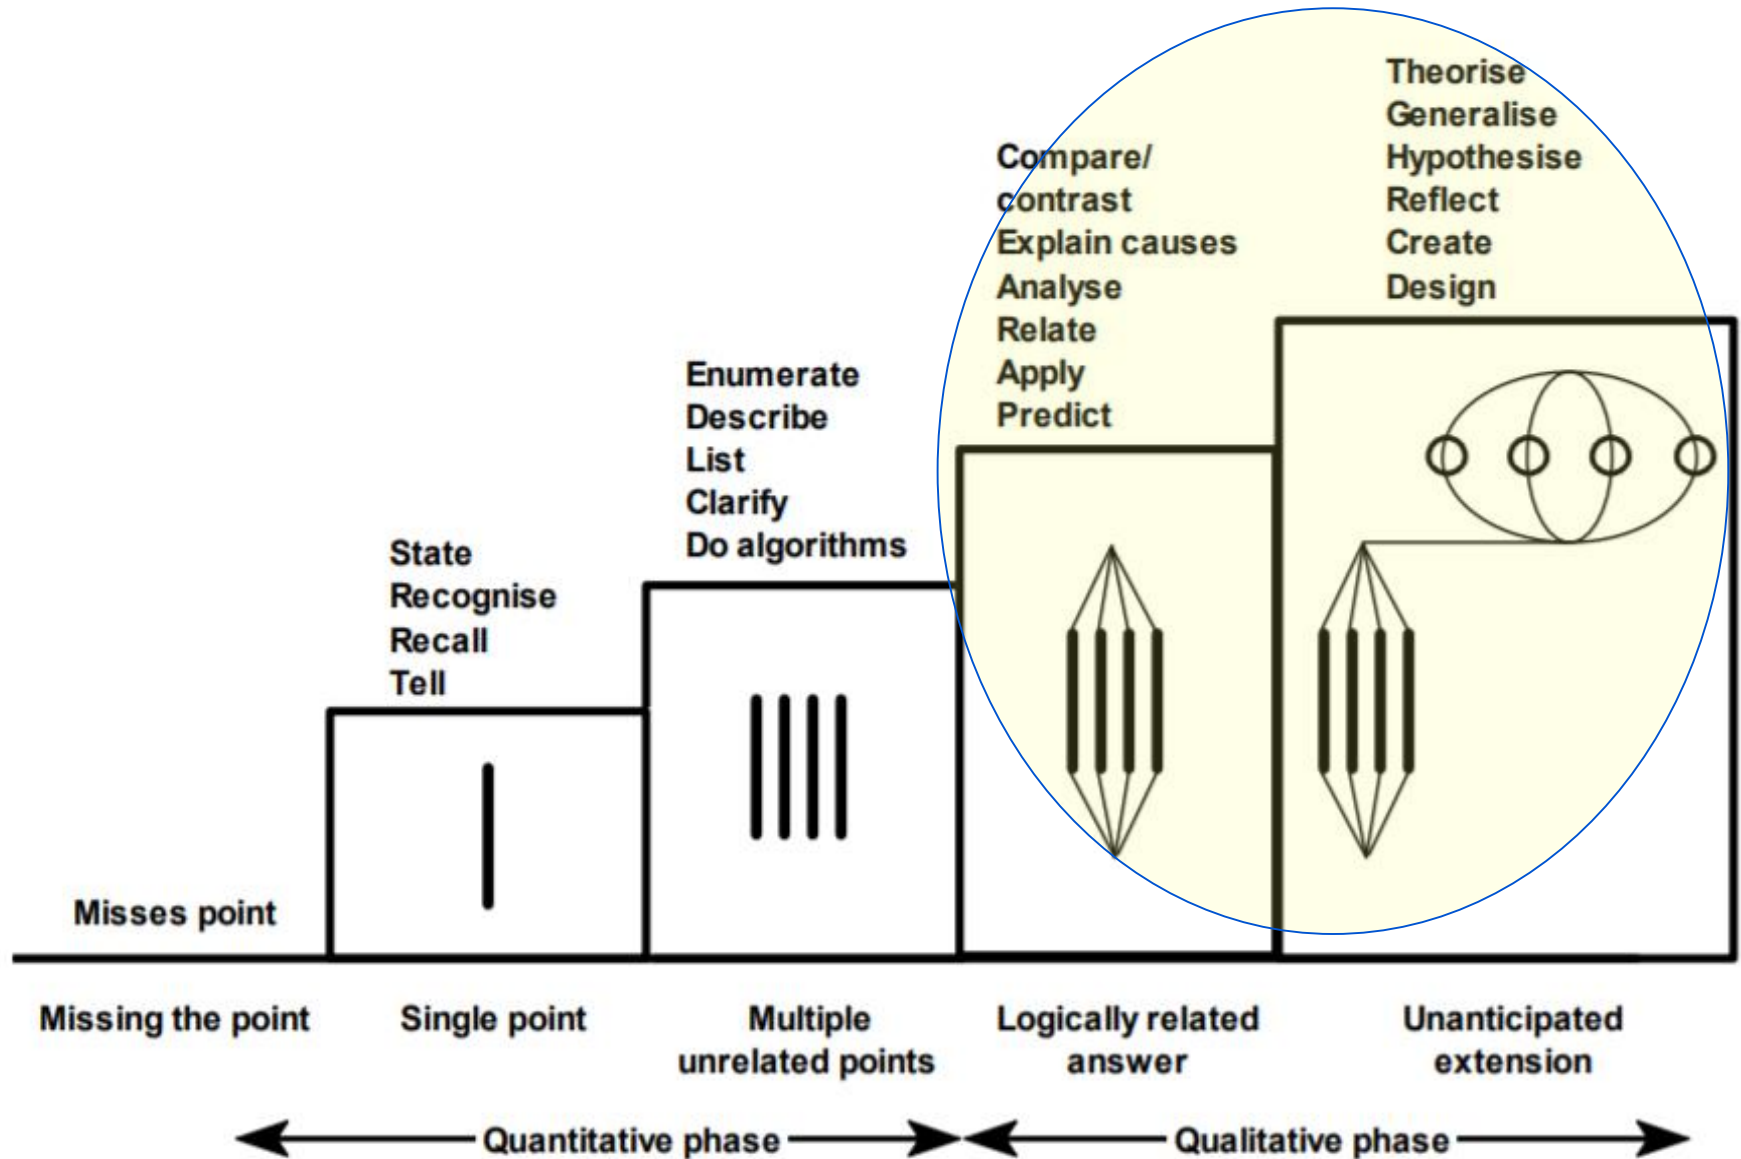 Misses point
State
Recognise
Recall
Tell
Enumerate
Describe
List
Clarify
Do algorithms
Compare/
contrast
Explain causes
Analyse
Relate
Apply
Predict
Theorise
Generalise
Hypothesise
Reflect
Create
Design
Missing the point
Single point
Multiple
unrelated points
Logically related
answer
Unanticipated
extension
Quantitative phase
Qualitative phase